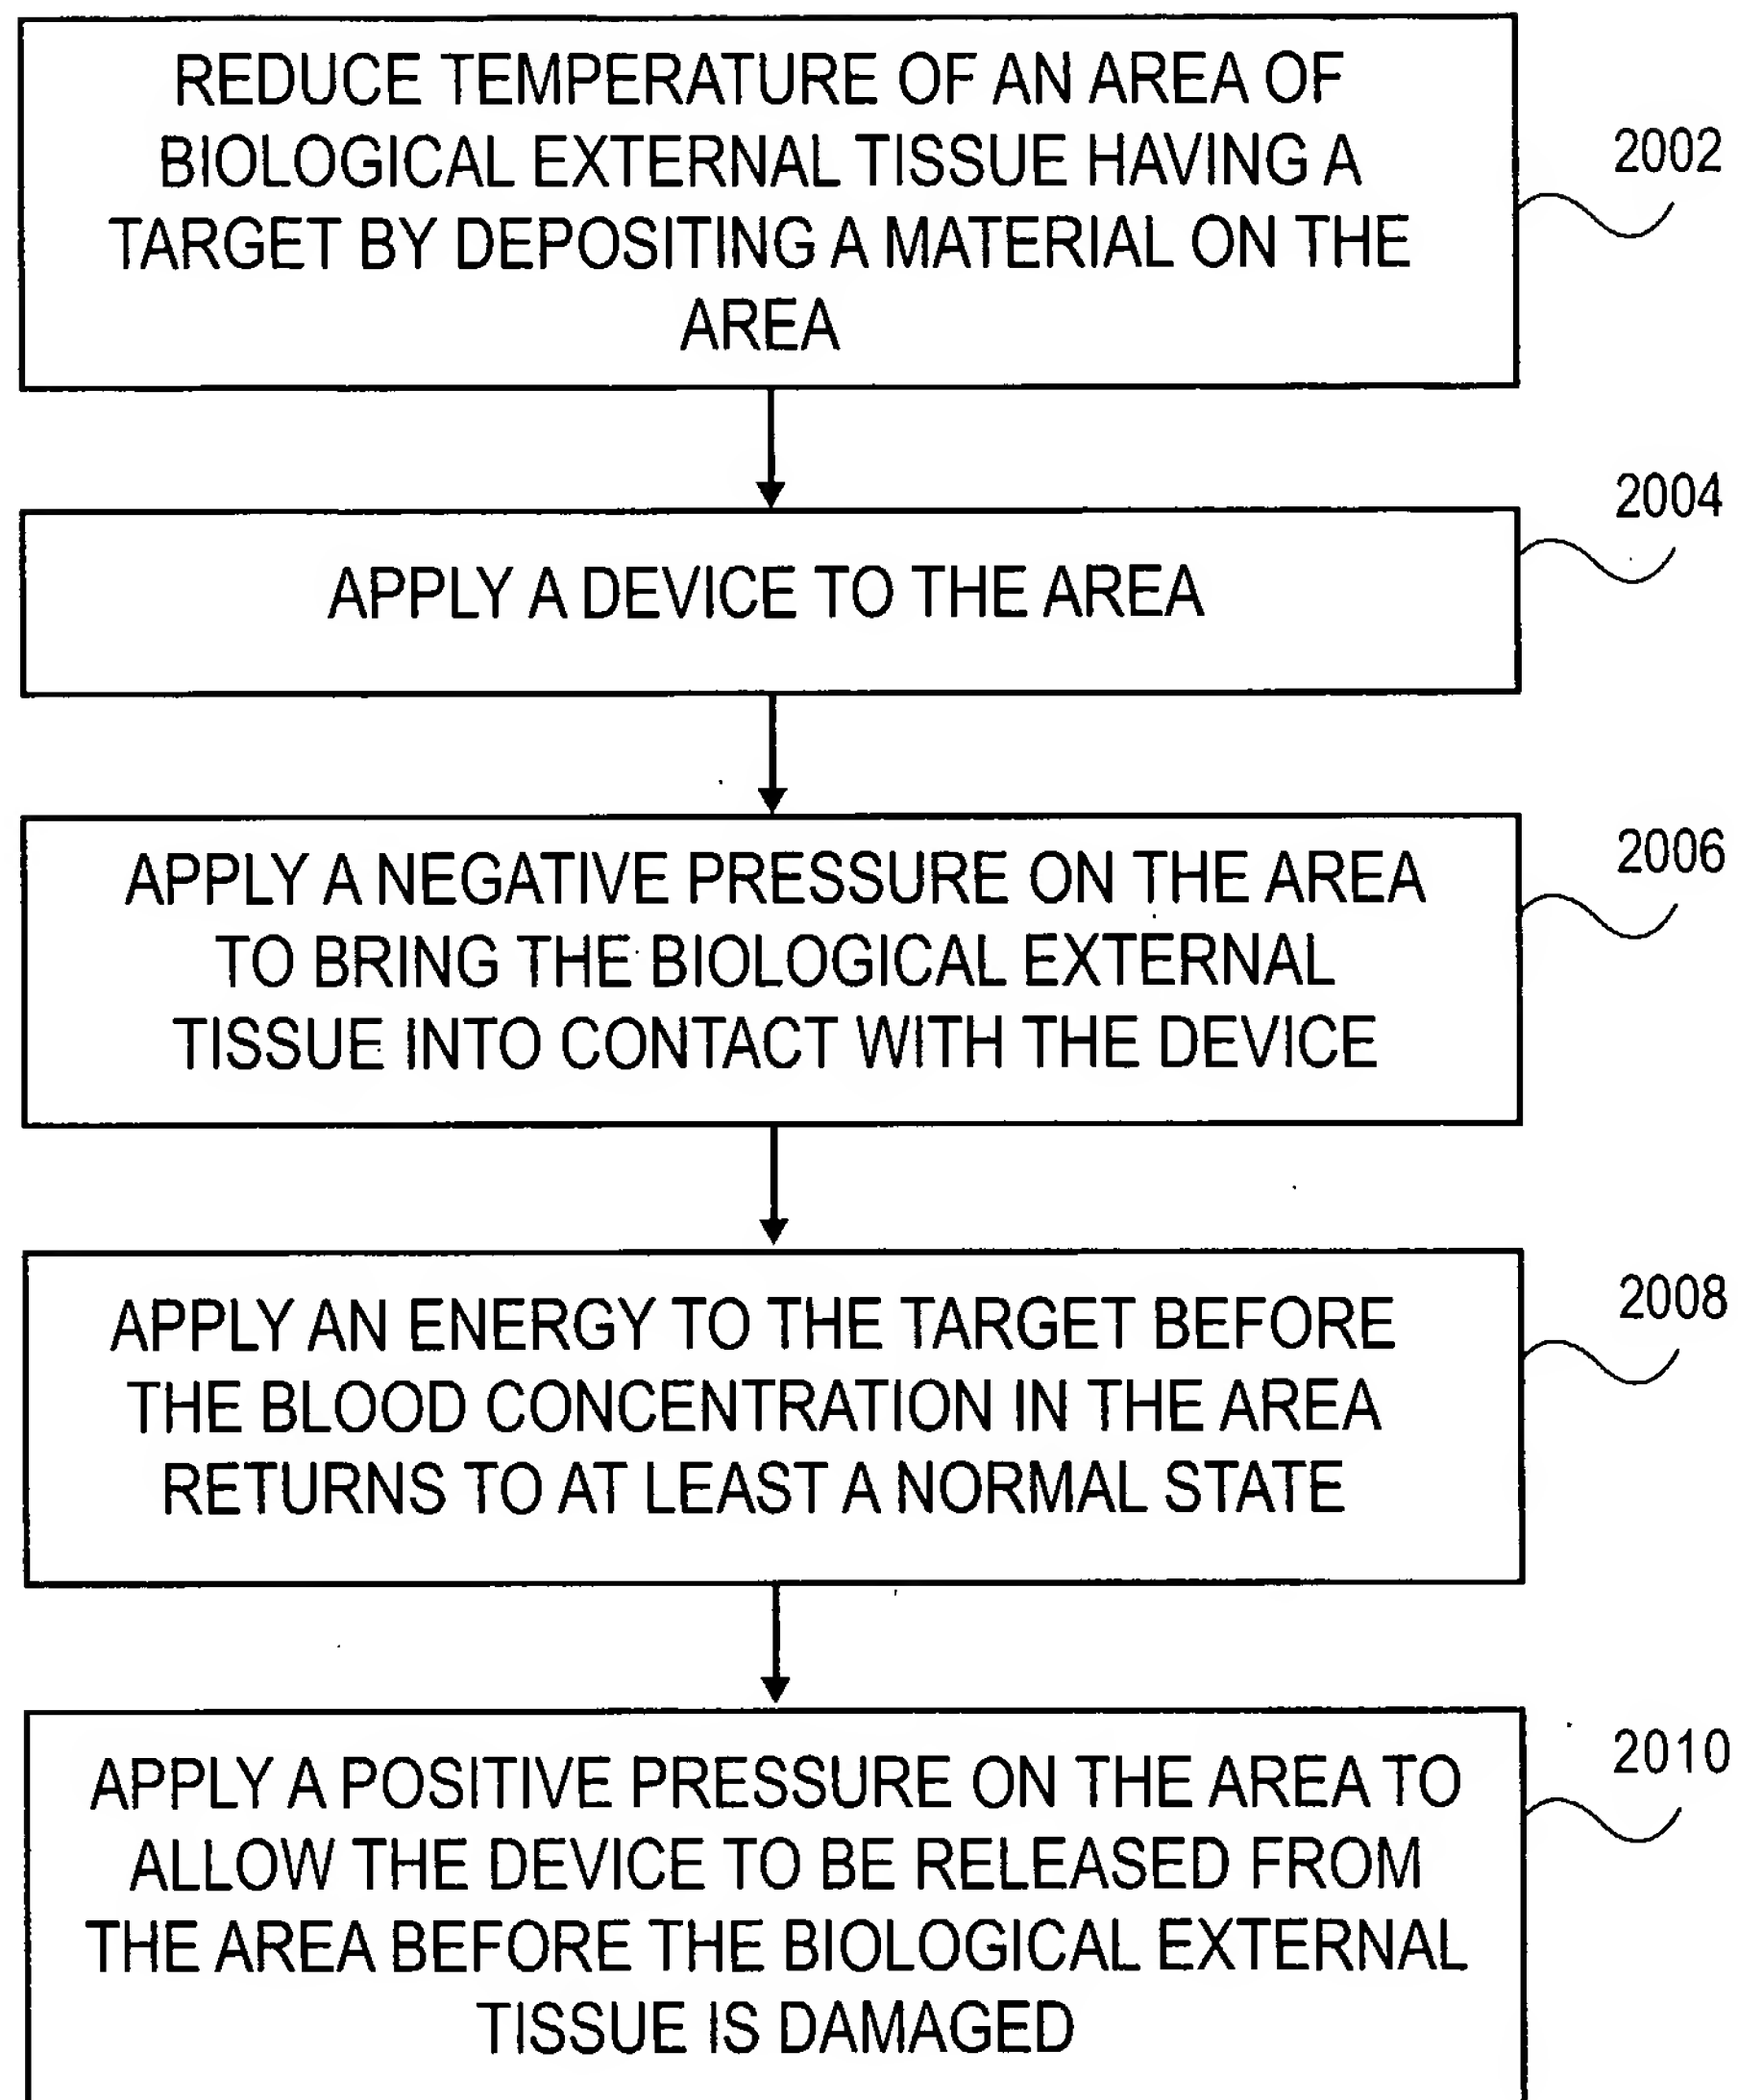 REDUCE TEMPERATURE OF AN AREA OF
BIOLOGICAL EXTERNAL TISSUE HAVING A
TARGET BY DEPOSITING A MATERIAL ON THE
AREA
2002
2004
APPLY A DEVICE TO THE AREA
2006
APPLY A NEGATIVE PRESSURE ON THE AREA
TO BRING THE BIOLOGICAL EXTERNAL
TISSUE INTO CONTACT WITH THE DEVICE
2008
APPLY AN ENERGY TO THE TARGET BEFORE
THE BLOOD CONCENTRATION IN THE AREA
RETURNS TO AT LEAST A NORMAL STATE
2010
APPLY A POSITIVE PRESSURE ON THE AREA TO
ALLOW THE DEVICE TO BE RELEASED FROM
THE AREA BEFORE THE BIOLOGICAL EXTERNAL
TISSUE IS DAMAGED